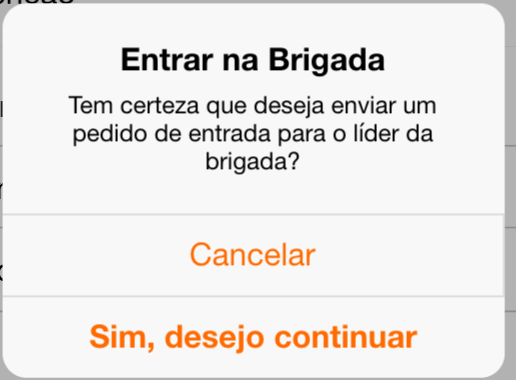 Entrar na Brigada
Tem certeza que deseja enviar um
pedido de entrada para o líder da
brigada?
Cancelar
Sim, desejo continuar